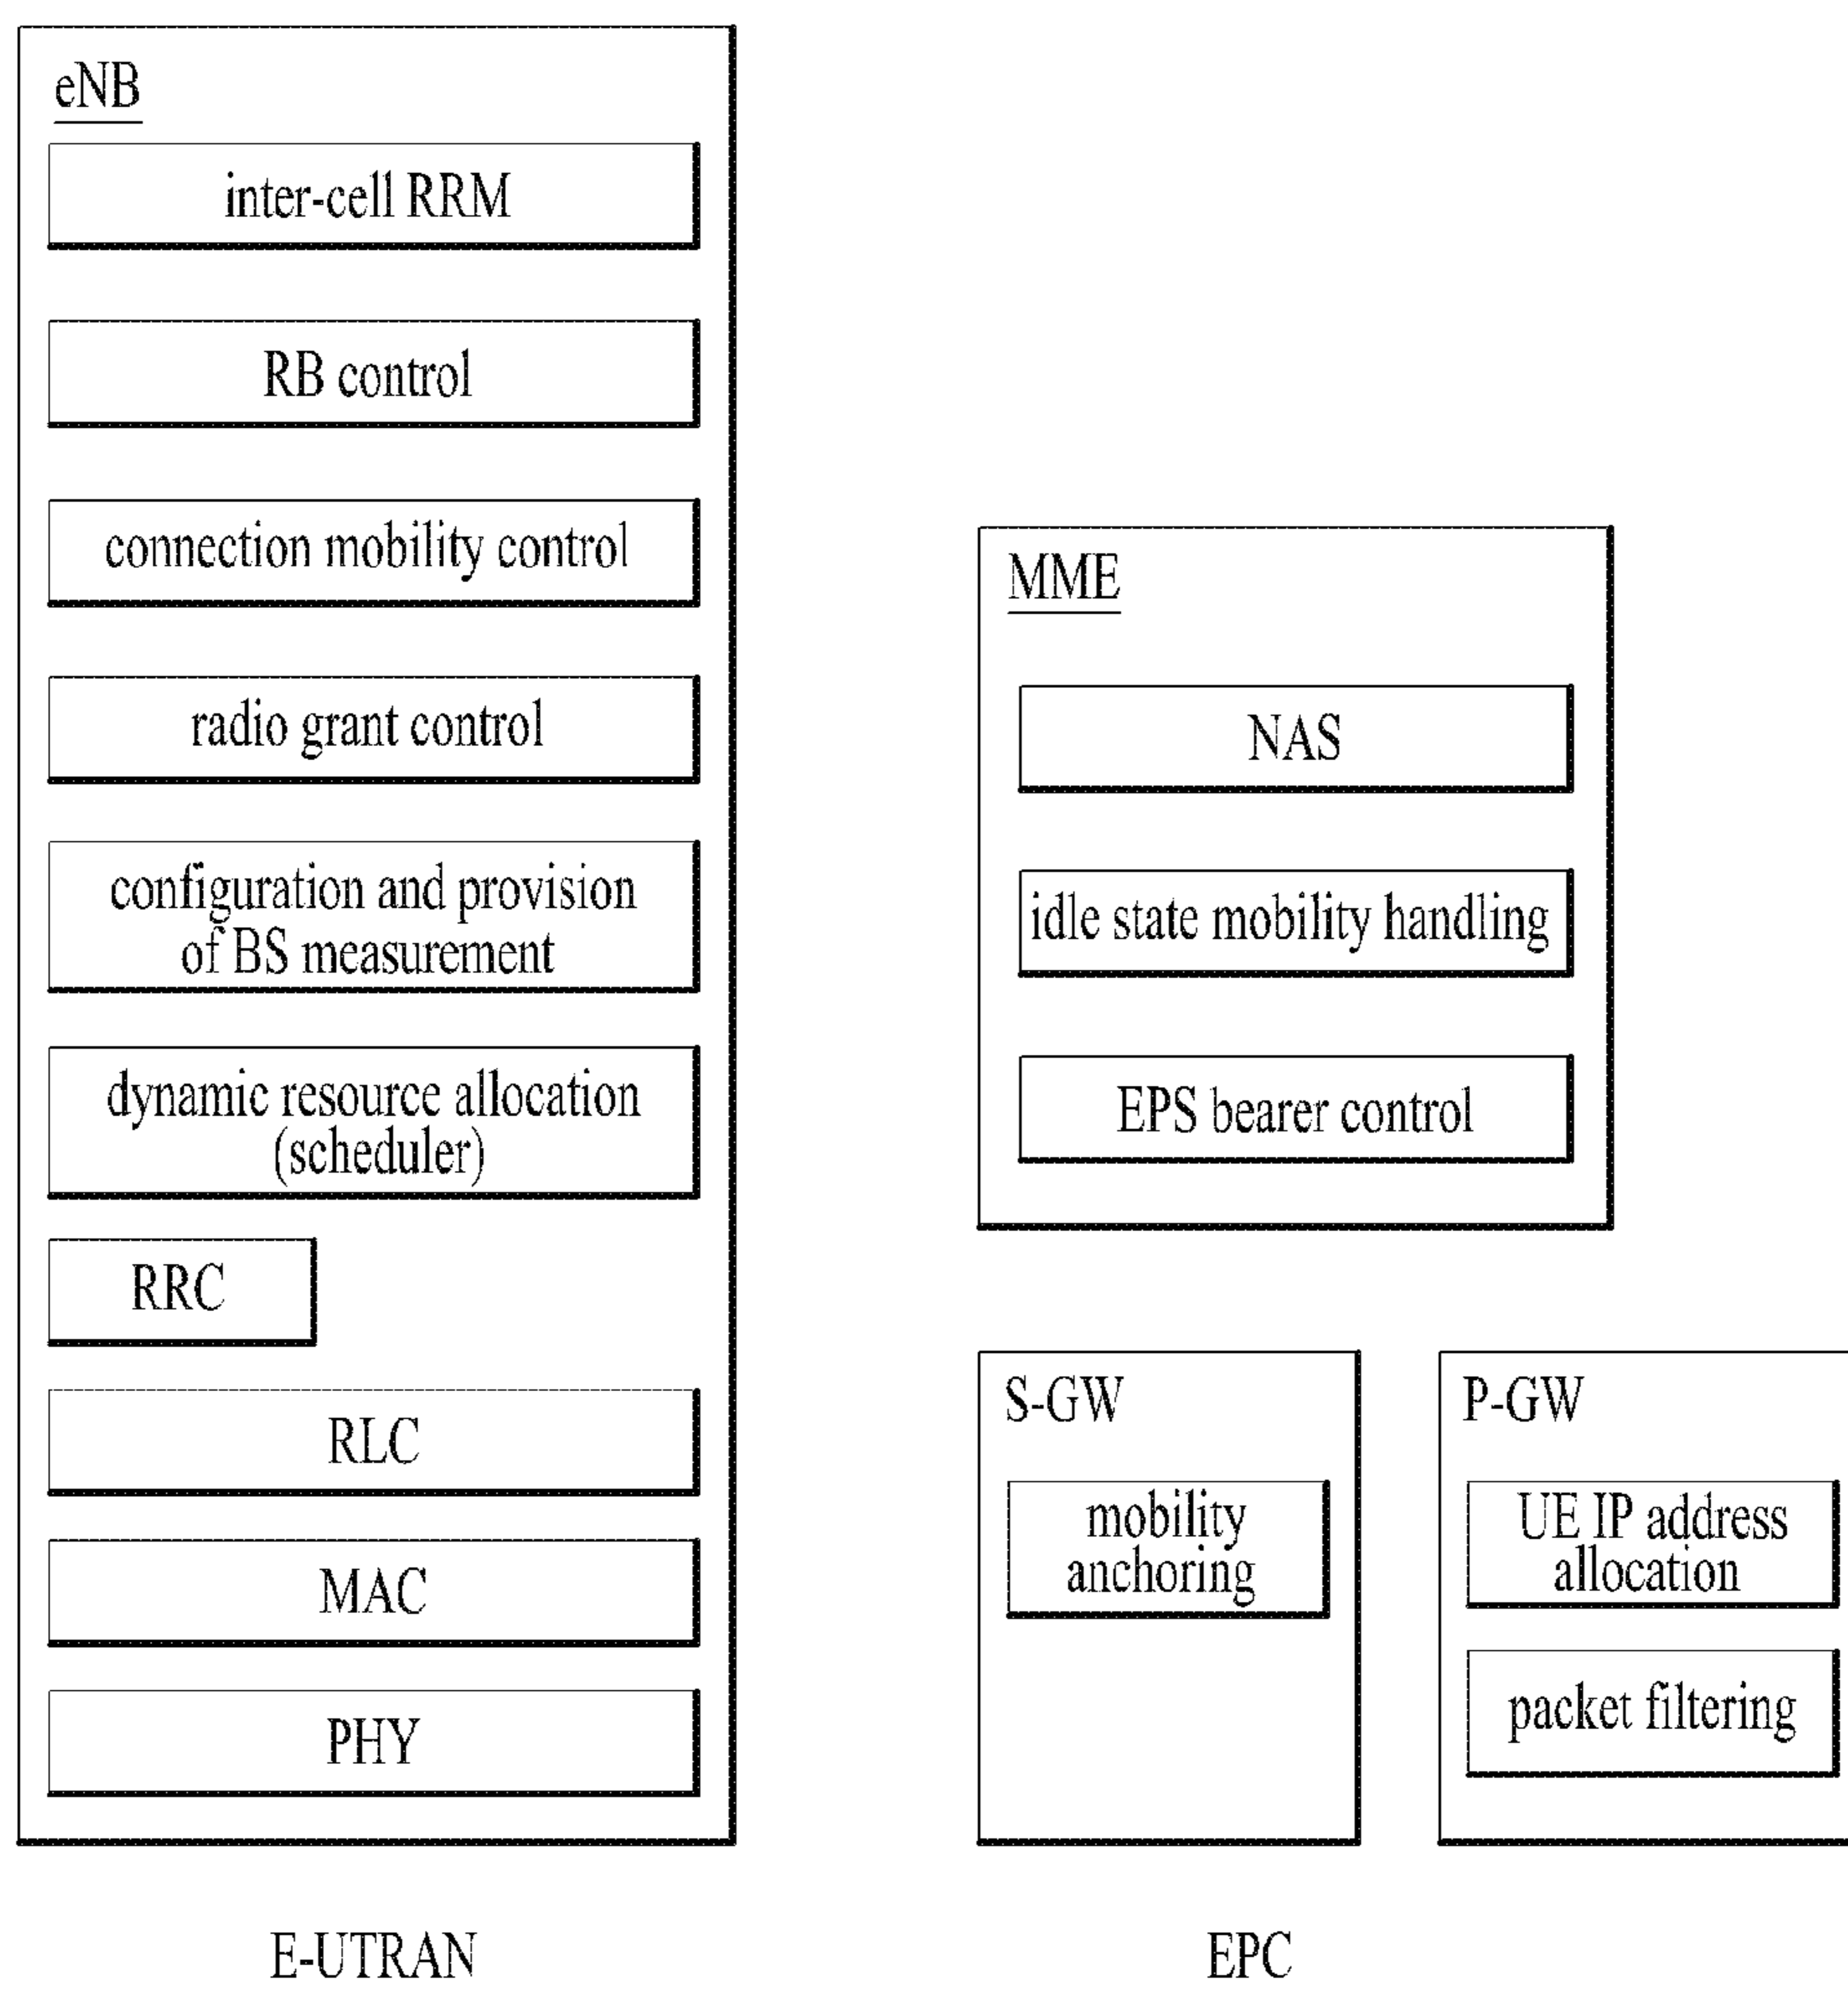 eNB
inter-cell RRM
RB control
connection mobility control
radio grant control
configuration and provision
of BS measurement
dynamic resource allocation
(scheduler)
RRC
RLC
MAC
PHY
E-UTRAN
MME
NAS
idle state mobility handling
EPS bearer control
S-GW
mobility
anchoring
P-GW
UE IP address
allocation
packet filtering
EPC